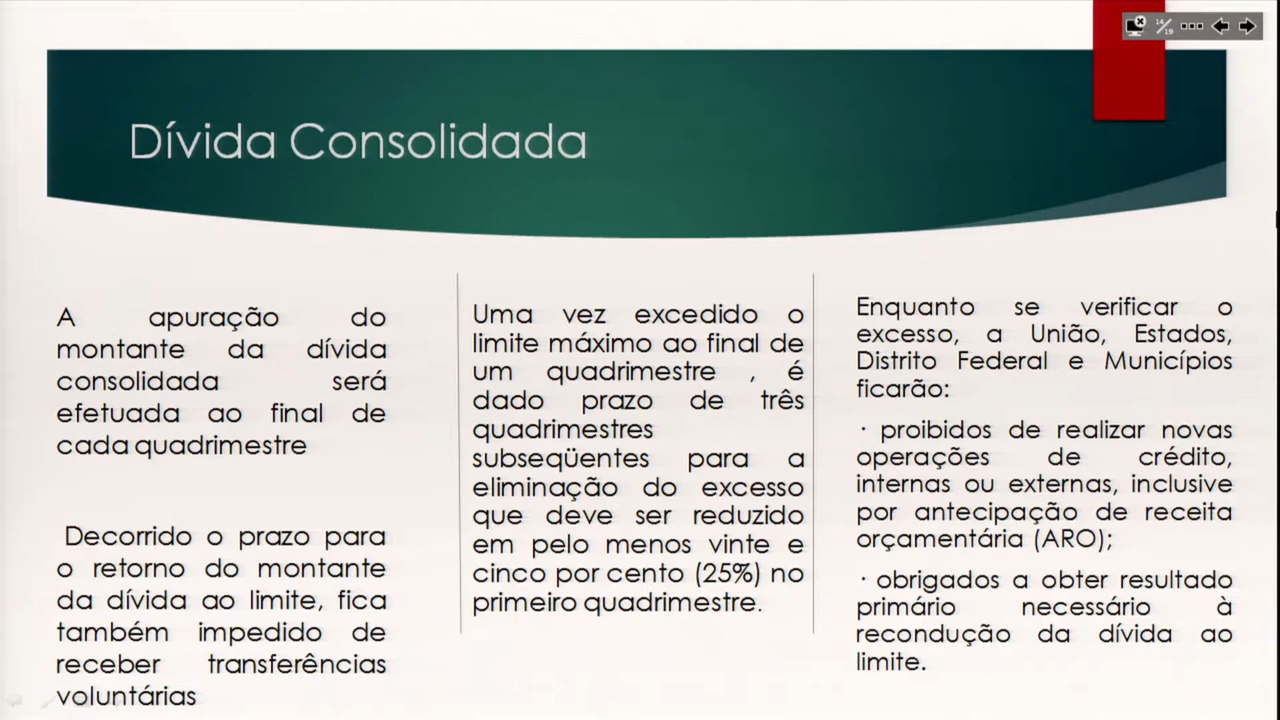 14/19
Dívida Consolidada
A apuração do
montante da dívida
consolidada será
efetuada ao final de
cada quadrimestre
Decorrido o prazo para
o retorno do montante
da dívida ao limite, fica
também impedido de
receber transferências
voluntárias
Uma vez excedido o
limite máximo ao final de
um quadrimestre , é
dado prazo de três
quadrimestres
subseqüentes para a
eliminação do excesso
que deve ser reduzido
em pelo menos vinte e
cinco por cento (25%) no
primeiro quadrimestre.
Enquanto se verificar o
excesso, a União, Estados,
Distrito Federal e Municípios
ficarão:
· proibidos de realizar novas
operações de crédito,
internas ou externas, inclusive
por antecipação de receita
orçamentária (ARO);
· obrigados a obter resultado
primário necessário à
recondução da dívida ao
limite.